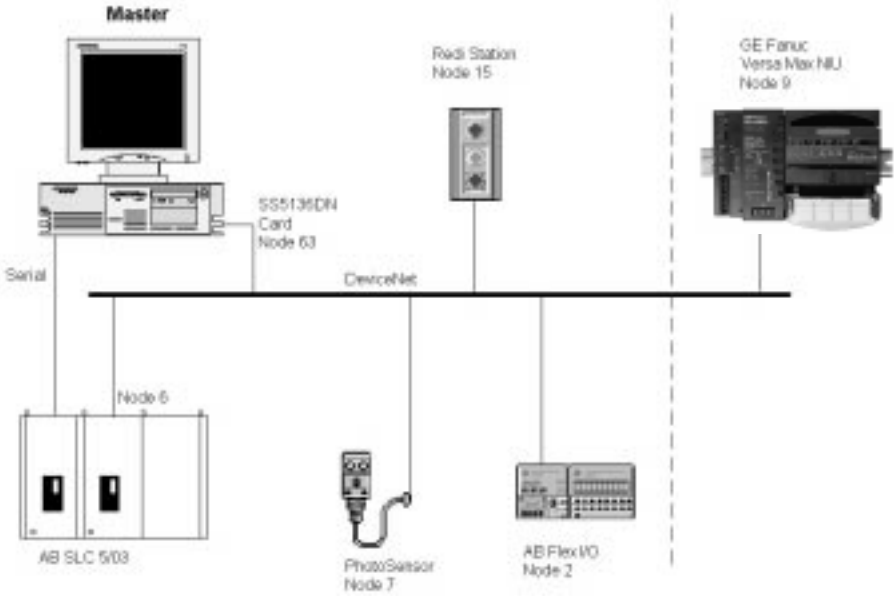 Master
Redi Station
Node 15
GE Fanuc
Versa Max NIU
Node 9
SS5136DN
Card
Node 63
Serial
DeviceNet
Node 6
AB SLC 5/03
PhotoSensor
Node 7
AB Flex I/O
Node 2